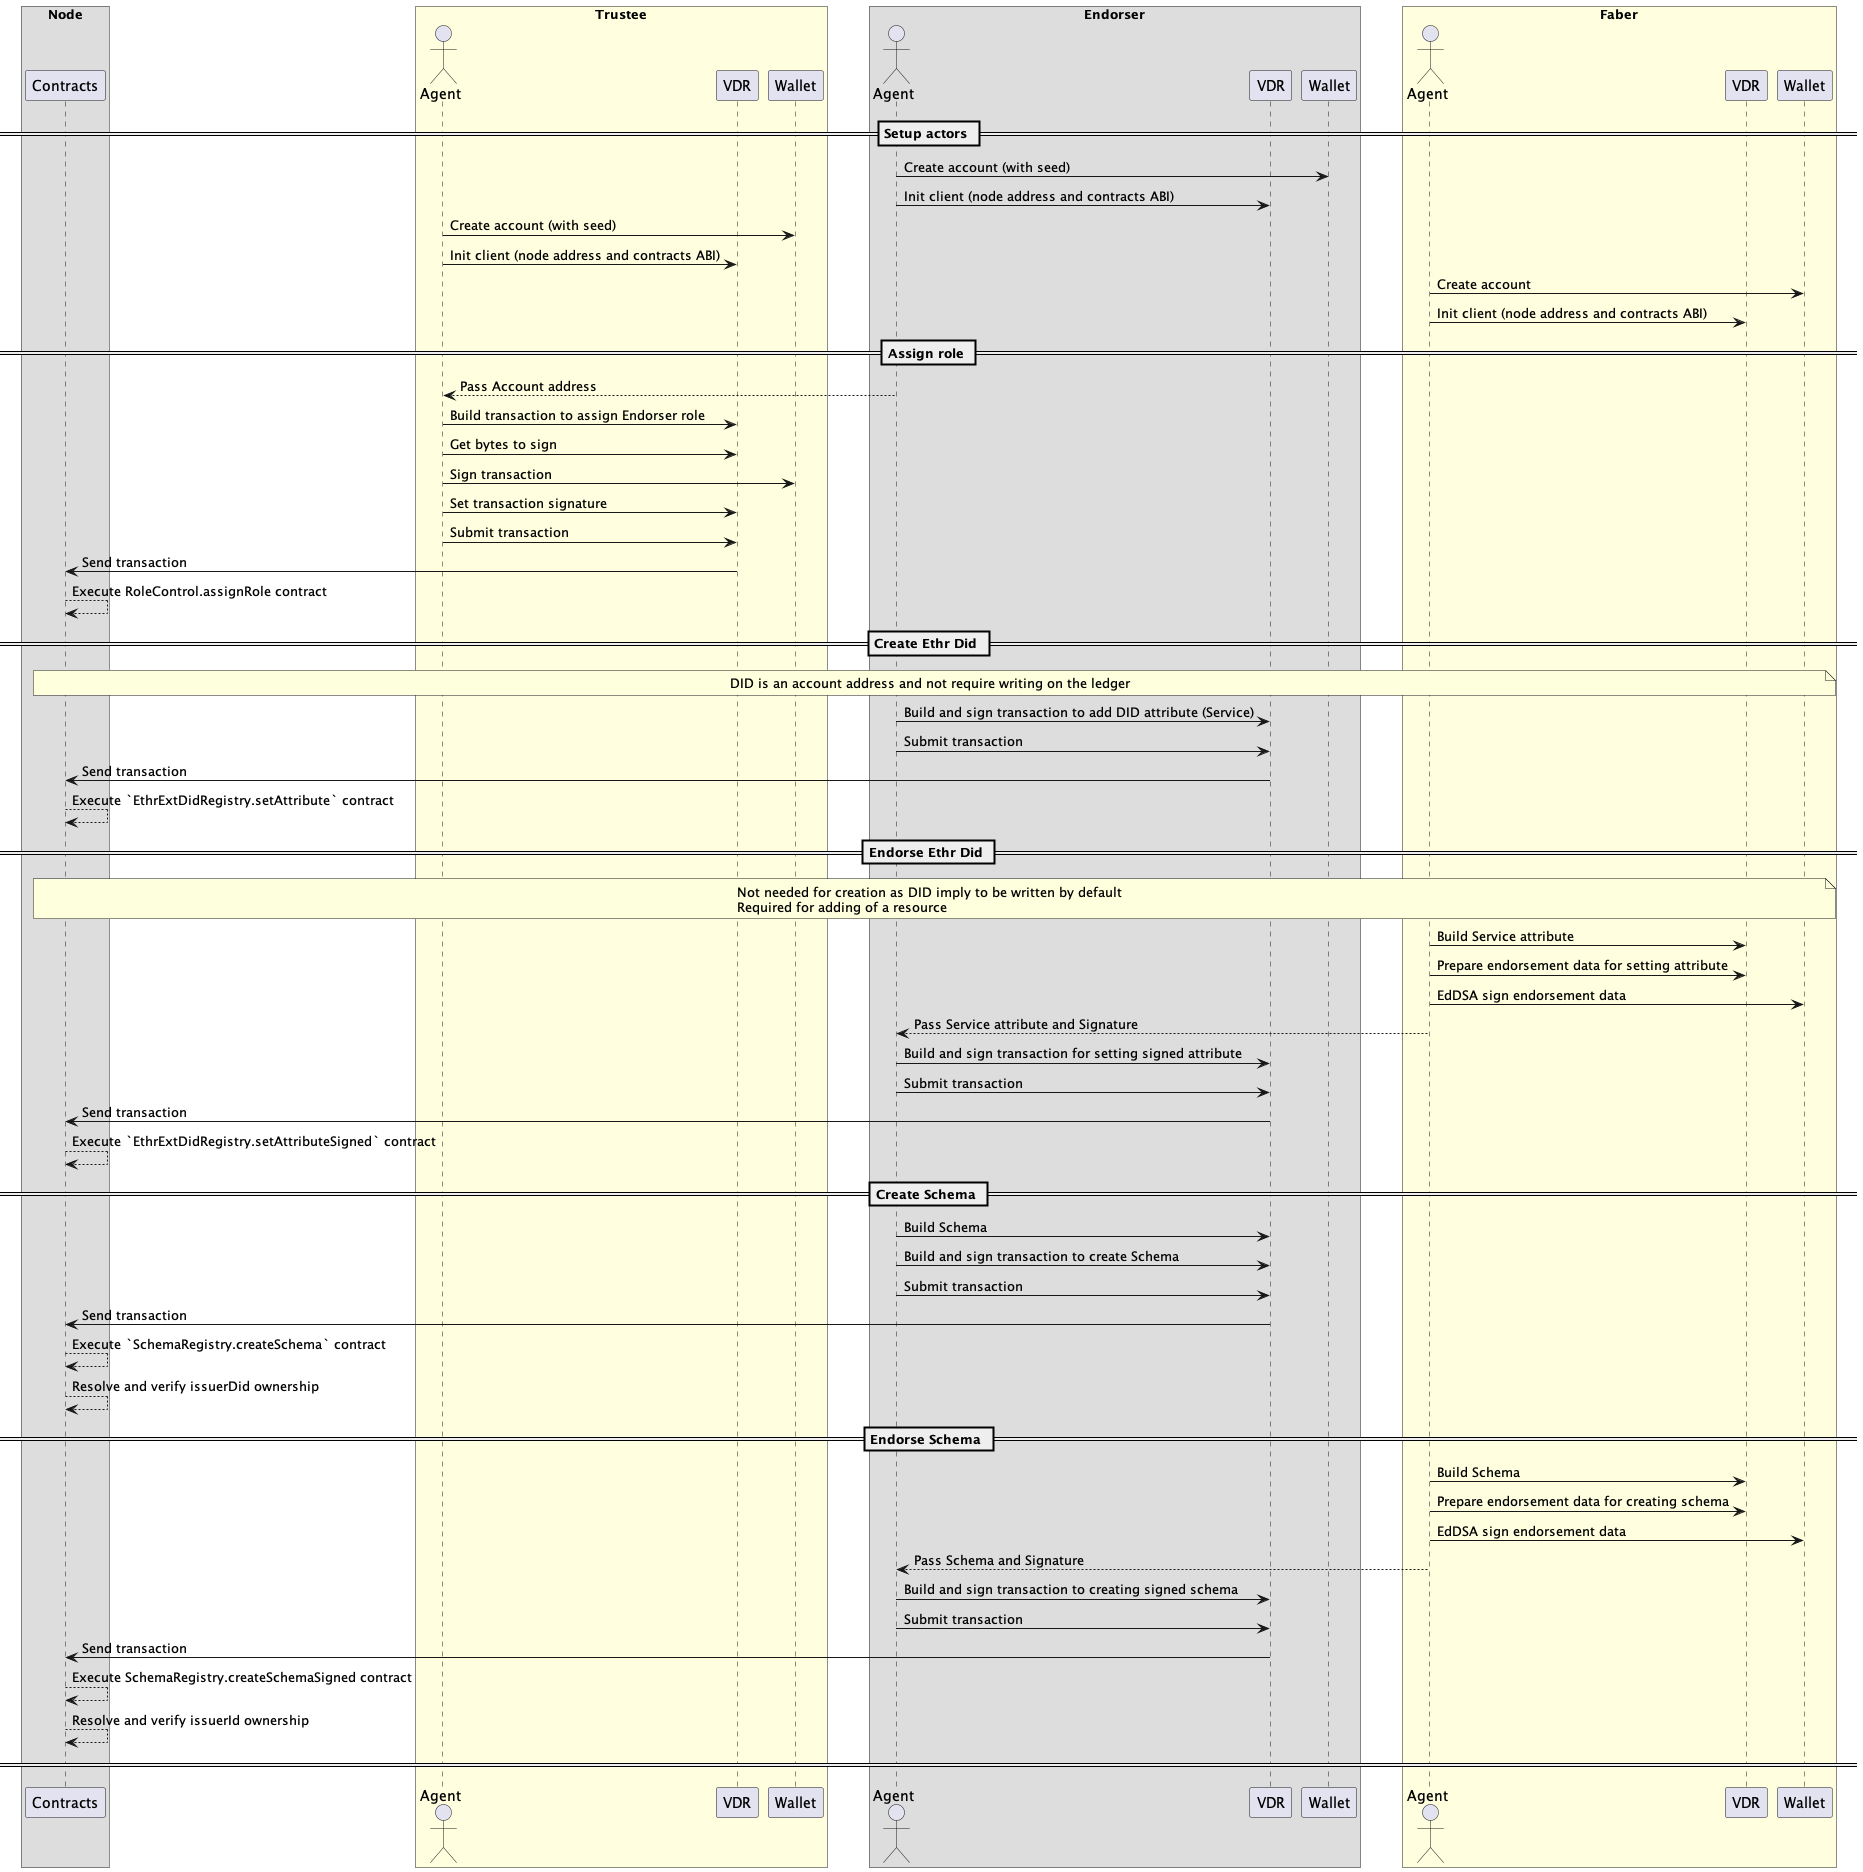 Node
Trustee
Endorser
Faber
Contracts
Agent
VDR
Wallet
Agent
VDR
Wallet
Agent
VDR
Wallet
Setup actors
Create account (with seed)
Init client (node address and contracts ABI)
Create account (with seed)
Init client (node address and contracts ABI)
Create account
Init client (node address and contracts ABI)
Assign role
Pass Account address
Build transaction to assign Endorser role
Get bytes to sign
Sign transaction
Set transaction signature
Submit transaction
Send transaction
Execute RoleControl.assignRole contract
Create Ethr Did
DID is an account address and not require writing on the ledger
Build and sign transaction to add DID attribute (Service)
Submit transaction
Send transaction
Execute `EthrExtDidRegistry.setAttribute` contract
Endorse Ethr Did
Not needed for creation as DID imply to be written by default
Required for adding of a resource
Build Service attribute
Prepare endorsement data for setting attribute
EdDSA sign endorsement data
Pass Service attribute and Signature
Build and sign transaction for setting signed attribute
Submit transaction
Send transaction
Execute `EthrExtDidRegistry.setAttributeSigned` contract
Create Schema
Build Schema
Build and sign transaction to create Schema
Submit transaction
Send transaction
Execute `SchemaRegistry.createSchema` contract
Resolve and verify issuerDid ownership
Endorse Schema
Build Schema
Prepare endorsement data for creating schema
EdDSA sign endorsement data
Pass Schema and Signature
Build and sign transaction to creating signed schema
Submit transaction
Send transaction
Execute SchemaRegistry.createSchemaSigned contract
Resolve and verify issuerId ownership
Contracts
Agent
VDR
Wallet
Agent
VDR
Wallet
Agent
VDR
Wallet